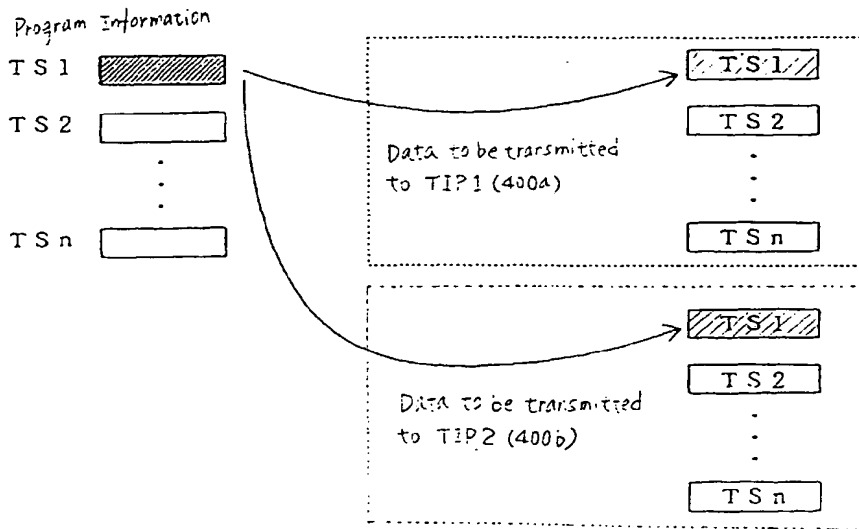 Program Information
TS1
TS2
TSn
TS1
TS2
Data to be transmitted
to TIP1 (400a)
TSn
TS1
TS2
Data to be transmitted
to TIP2 (400b)
TSn